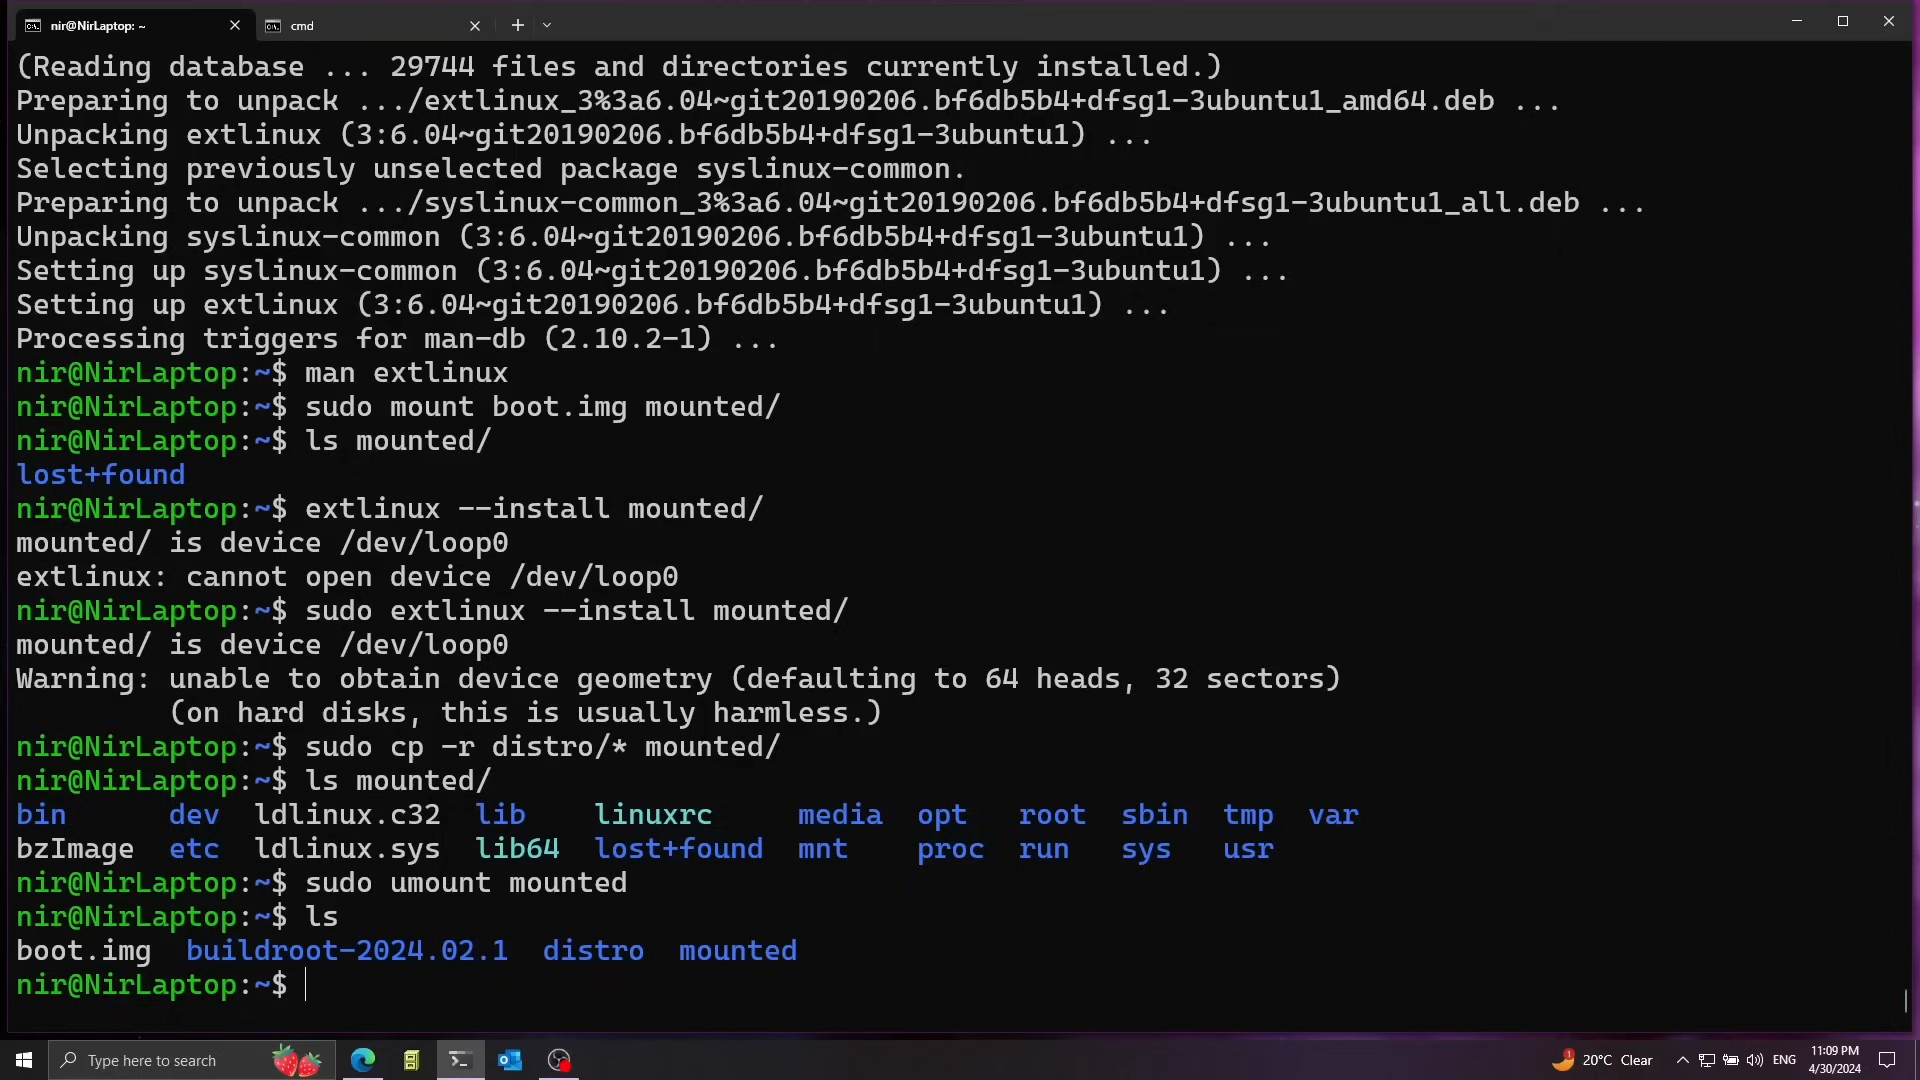 nir@NirLaptop: ~
cmd
(Reading database ... 29744 files and directories currently installed.)
Preparing to unpack .../extlinux_3%3a6.04~git20190206.bf6db5b4+dfsg1-3ubuntu1_amd64.deb ...
Unpacking extlinux (3:6.04~git20190206.bf6db5b4+dfsg1-3ubuntu1) ...
Selecting previously unselected package syslinux-common.
Preparing to unpack .../syslinux-common_3%3a6.04~git20190206.bf6db5b4+dfsg1-3ubuntu1_all.deb ...
Unpacking syslinux-common (3:6.04~git20190206.bf6db5b4+dfsg1-3ubuntu1) ...
Setting up syslinux-common (3:6.04~git20190206.bf6db5b4+dfsg1-3ubuntu1) ...
Setting up extlinux (3:6.04~git20190206.bf6db5b4+dfsg1-3ubuntu1) ...
Processing triggers for man-db (2.10.2-1) ...
nir@NirLaptop:~$ man extlinux
nir@NirLaptop:~$ sudo mount boot.img mounted/
nir@NirLaptop:~$ ls mounted/
lost+found
nir@NirLaptop:~$ extlinux --install mounted/
mounted/ is device /dev/loop0
extlinux: cannot open device /dev/loop0
nir@NirLaptop:~$ sudo extlinux --install mounted/
mounted/ is device /dev/loop0
Warning: unable to obtain device geometry (defaulting to 64 heads, 32 sectors)
(on hard disks, this is usually harmless.)
nir@NirLaptop:~$ sudo cp -r distro/* mounted/
nir@NirLaptop:~$ ls mounted/
bin dev ldlinux.c32 lib linuxrc media opt root sbin tmp var
bzImage etc ldlinux.sys lib64 lost+found mnt proc run sys usr
nir@NirLaptop:~$ sudo umount mounted
nir@NirLaptop:~$ ls
boot.img buildroot-2024.02.1 distro mounted
nir@NirLaptop:~$
Type here to search
1
20°C Clear
ENG
11:09 PM
4/30/2024